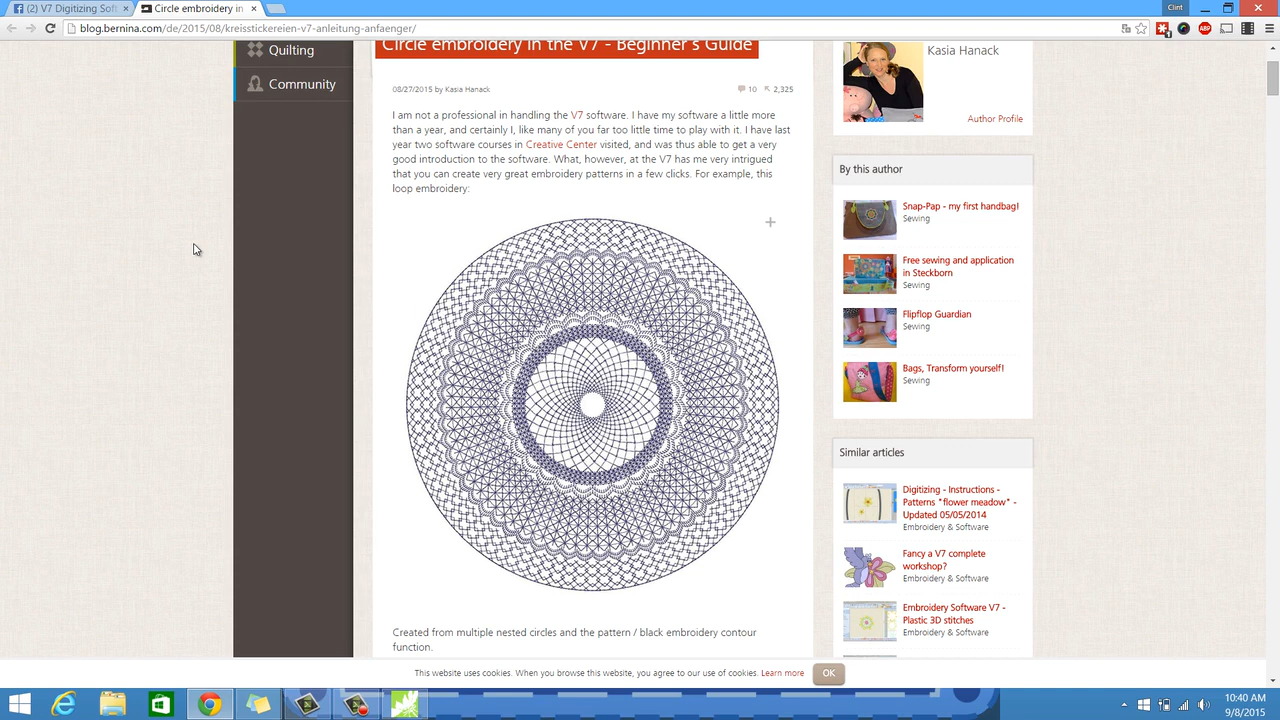 (2) V7 Digitizing Soft
Circle embroidery in
Clint
blog.bernina.com/de/2015/08/kreisstickereien-v7-anleitung-anfaenger/
ABP
Quilting
Community
Circle embroidery in the V7 - Beginner's Guide
08/27/2015 by Kasia Hanack
10
2,325
I am not a professional in handling the V7 software. I have my software a little more
than a year, and certainly I, like many of you far too little time to play with it. I have last
year two software courses in Creative Center visited, and was thus able to get a very
good introduction to the software. What, however, at the V7 has me very intrigued
that you can create very great embroidery patterns in a few clicks. For example, this
loop embroidery:
Created from multiple nested circles and the pattern / black embroidery contour
function.
Kasia Hanack
Author Profile
By this author
Snap-Pap - my first handbag!
Sewing
Free sewing and application
in Steckborn
Sewing
Flipflop Guardian
Sewing
Bags, Transform yourself!
Sewing
Similar articles
Digitizing - Instructions -
Patterns "flower meadow" -
Updated 05/05/2014
Embroidery & Software
Fancy a V7 complete
workshop?
Embroidery & Software
Embroidery Software V7 -
Plastic 3D stitches
Embroidery & Software
This website uses cookies. When you browse this website, you agree to our use of cookies. Learn more
OK
10:40 AM
9/8/2015